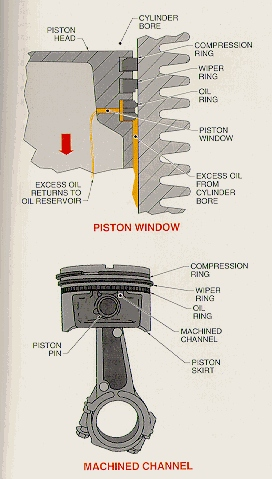 CYLINDER
BORE
PISTON
HEAD
COMPRESSION
RING
WIPER
RING
OIL
RING
PISTON
WINDOW
EXCESS OIL
RETURNS TO
OIL RESERVOIR
EXCESS OIL
FROM
CYLINDER
BORE
PISTON WINDOW
COMPRESSION
RING
WIPER
RING
OIL
RING
MACHINED
CHANNEL
PISTON
PIN
PISTON
SKIRT
MACHINED CHANNEL